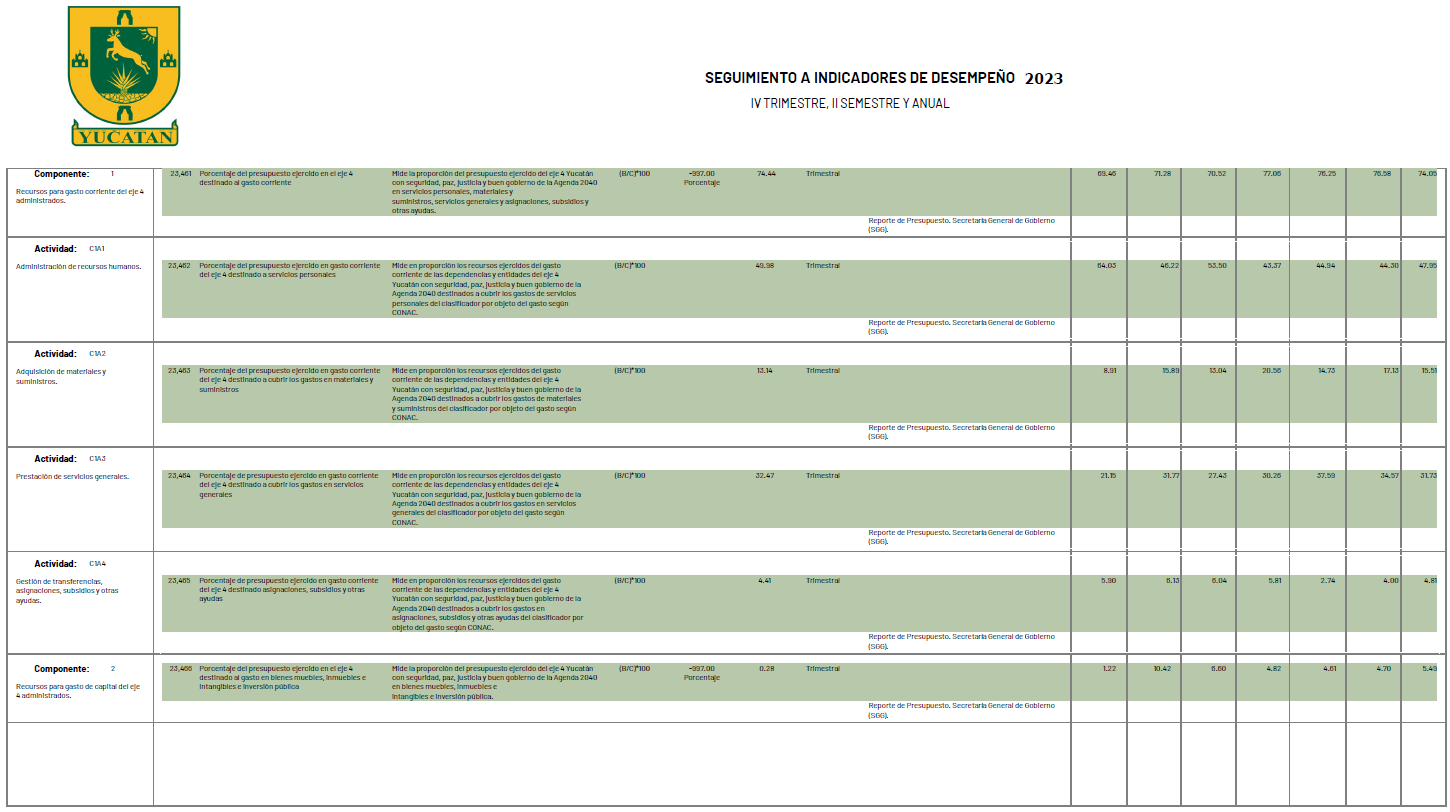 YUCATAN
SEGUIMIENTO A INDICADORES DE DESEMPEÑO 2023
IV TRIMESTRE, II SEMESTRE Y ANUAL
Componente: 1
Recursos para gasto corriente del eje 4
administrados.
23,461 Porcentaje del presupuesto ejercido en el eje 4
destinado al gasto corriente
Mide la proporción del presupuesto ejercido del eje 4 Yucatán
con seguridad, paz, justicia y buen gobierno de la Agenda 2040
en servicios personales, materiales y
suministros, servicios generales y asignaciones, subsidios y
otras ayudas.
(B/C)*100 -997.00 74.44 Trimestral 69.46 71.28 70.52 77.06 76.25 76.58 74.05
Porcentaje
Reporte de Presupuesto. Secretaría General de Gobierno
(SGG).
Actividad: C1A1
Administración de recursos humanos.
23,462 Porcentaje del presupuesto ejercido en gasto corriente
del eje 4 destinado a servicios personales
Mide en proporción los recursos ejercidos del gasto
corriente de las dependencias y entidades del eje 4
Yucatán con seguridad, paz, justicia y buen gobierno de la
Agenda 2040 destinados a cubrir los gastos de servicios
personales del clasificador por objeto del gasto según
CONAC.
(B/C)*100 49.98 Trimestral 64.03 46.22 53.50 43.37 44.94 44.30 47.95
Reporte de Presupuesto. Secretaría General de Gobierno
(SGG).
Actividad: C1A2
Adquisición de materiales y
suministros.
23,463 Porcentaje del presupuesto ejercido en gasto corriente
del eje 4 destinado a cubrir los gastos en materiales y
suministros
Mide en proporción los recursos ejercidos del gasto
corriente de las dependencias y entidades del eje 4
Yucatán con seguridad, paz, justicia y buen gobierno de la
Agenda 2040 destinados a cubrir los gastos de materiales
y suministros del clasificador por objeto del gasto según
CONAC.
(B/C)*100 13.14 Trimestral 8.91 15.89 13.04 20.56 14.73 17.13 15.51
Reporte de Presupuesto. Secretaría General de Gobierno
(SGG).
Actividad: C1A3
Prestación de servicios generales.
23,464 Porcentaje de presupuesto ejercido en gasto corriente
del eje 4 destinado a cubrir los gastos en servicios
generales
Mide en proporción los recursos ejercidos del gasto
corriente de las dependencias y entidades del eje 4
Yucatán con seguridad, paz, justicia y buen gobierno de la
Agenda 2040 destinados a cubrir los gastos en servicios
generales del clasificador por objeto del gasto según
CONAC.
(B/C)*100 32.47 Trimestral 21.15 31.77 27.43 30.26 37.59 34.57 31.73
Reporte de Presupuesto. Secretaría General de Gobierno
(SGG).
Actividad: C1A4
Gestión de transferencias,
asignaciones, subsidios y otras
ayudas.
23,465 Porcentaje de presupuesto ejercido en gasto corriente
del eje 4 destinado asignaciones, subsidios y otras
ayudas
Mide en proporción los recursos ejercidos del gasto
corriente de las dependencias y entidades del eje 4
Yucatán con seguridad, paz, justicia y buen gobierno de la
Agenda 2040 destinados a cubrir los gastos en
asignaciones, subsidios y otras ayudas del clasificador por
objeto del gasto según CONAC.
(B/C)*100 4.41 Trimestral 5.90 6.13 6.04 5.81 2.74 4.00 4.81
Reporte de Presupuesto. Secretaría General de Gobierno
(SGG).
Componente: 2
Recursos para gasto de capital del eje
4 administrados.
23,466 Porcentaje del presupuesto ejercido en el eje 4
destinado al gasto en bienes muebles, inmuebles e
intangibles e inversión pública
Mide la proporción del presupuesto ejercido del eje 4 Yucatán
con seguridad, paz, justicia y buen gobierno de la Agenda 2040
en bienes muebles, inmuebles e
intangibles e inversión pública.
(B/C)*100 -997.00 0.28 Trimestral 1.22 10.42 6.60 4.82 4.61 4.70 5.49
Porcentaje
Reporte de Presupuesto. Secretaría General de Gobierno
(SGG).